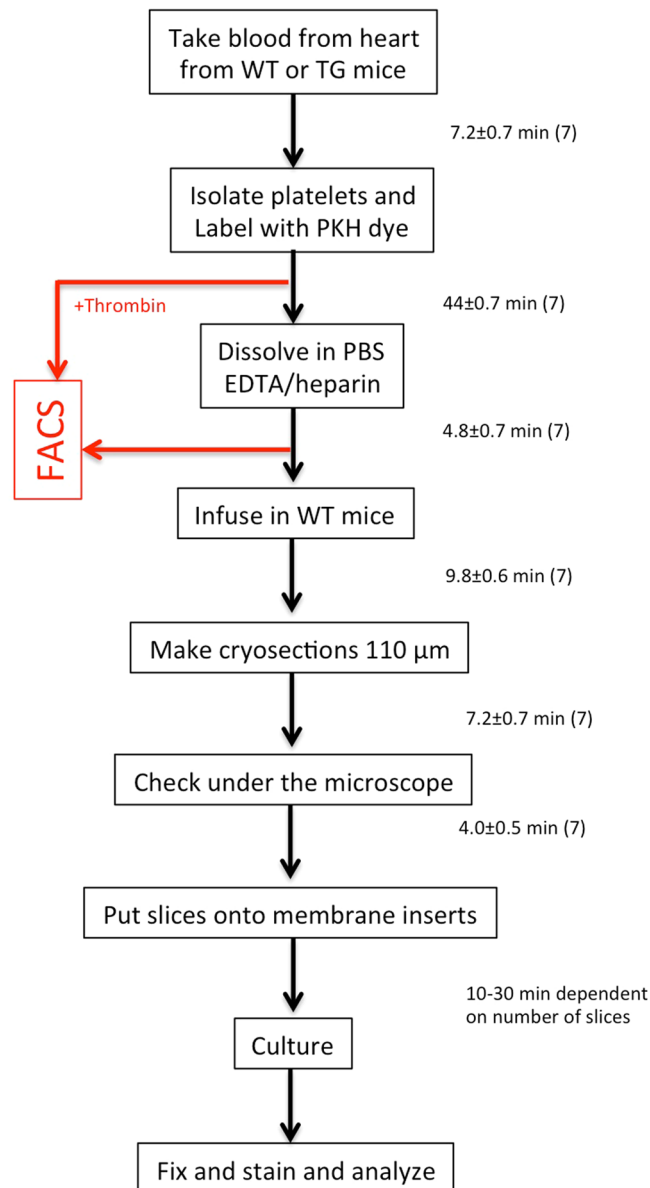 Take blood from heart
from WT or TG mice
7.2±0.7 min (7)
Isolate platelets and
Label with PKH dye
+Thrombin
44±0.7 min (7)
Dissolve in PBS
EDTA/heparin
FACS
4.8±0.7 min (7)
Infuse in WT mice
9.8±0.6 min (7)
Make cryosections 110 µm
7.2±0.7 min (7)
Check under the microscope
4.0±0.5 min (7)
Put slices onto membrane inserts
10-30 min dependent
on number of slices
Culture
Fix and stain and analyze